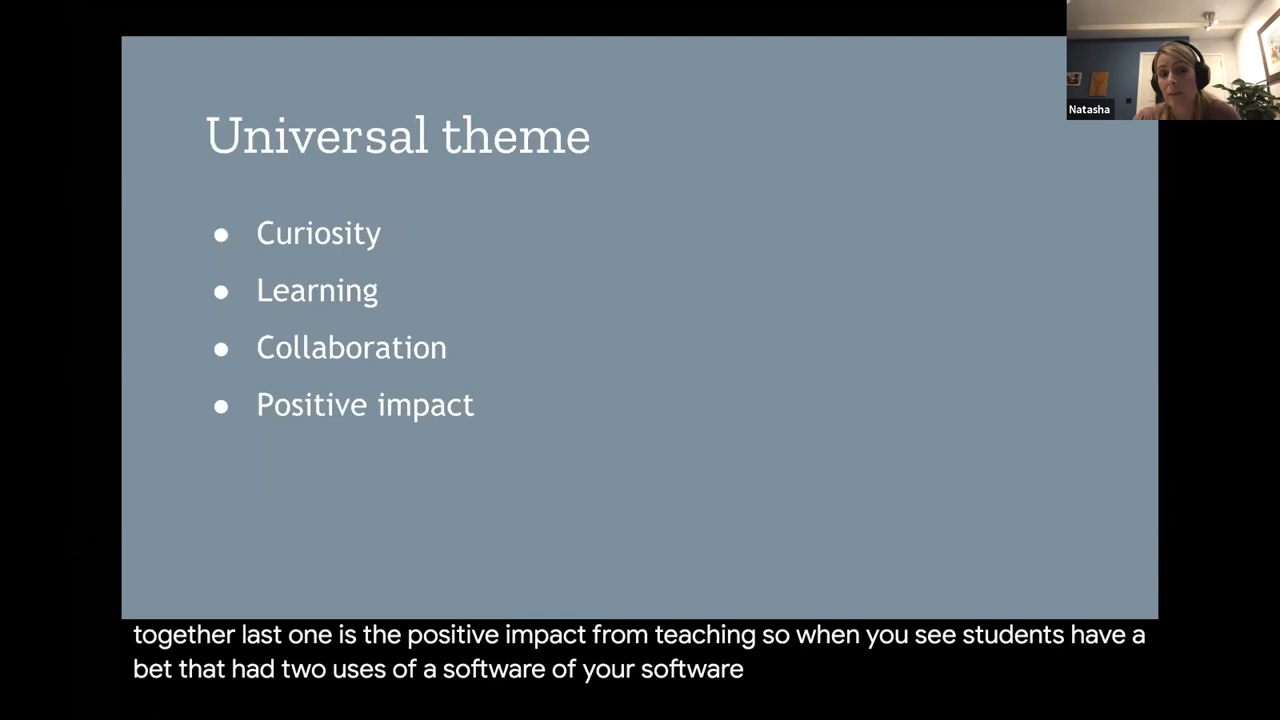 Natasha
Universal theme
Curiosity
Learning
Collaboration
Positive impact
together last one is the positive impact from teaching so when you see students have a
bet that had two uses of a software of your software